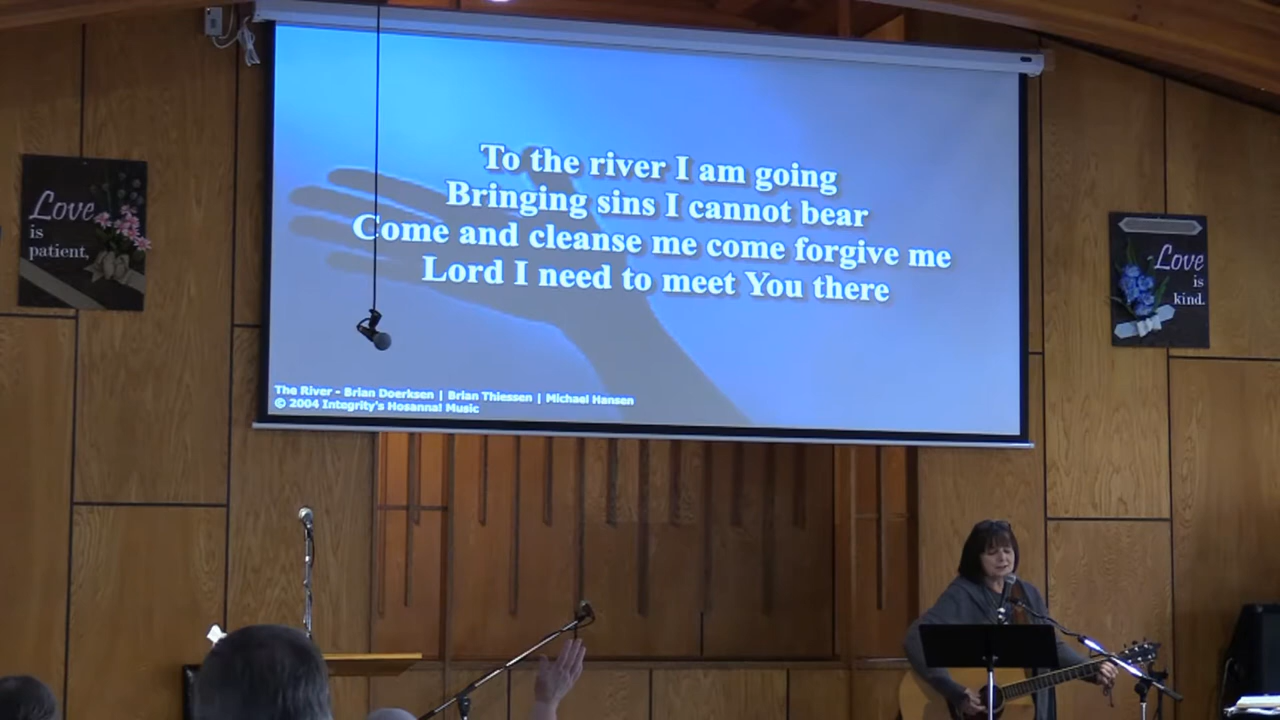 To the river I am going
Bringing sins I cannot bear
Come and cleanse me come forgive me
Lord I need to meet You there
The River - Brian Doerksen | Brian Thiessen | Michael Hansen
© 2004 Integrity's Hosanna! Music
Love
is
patient,
Love
is
kind.